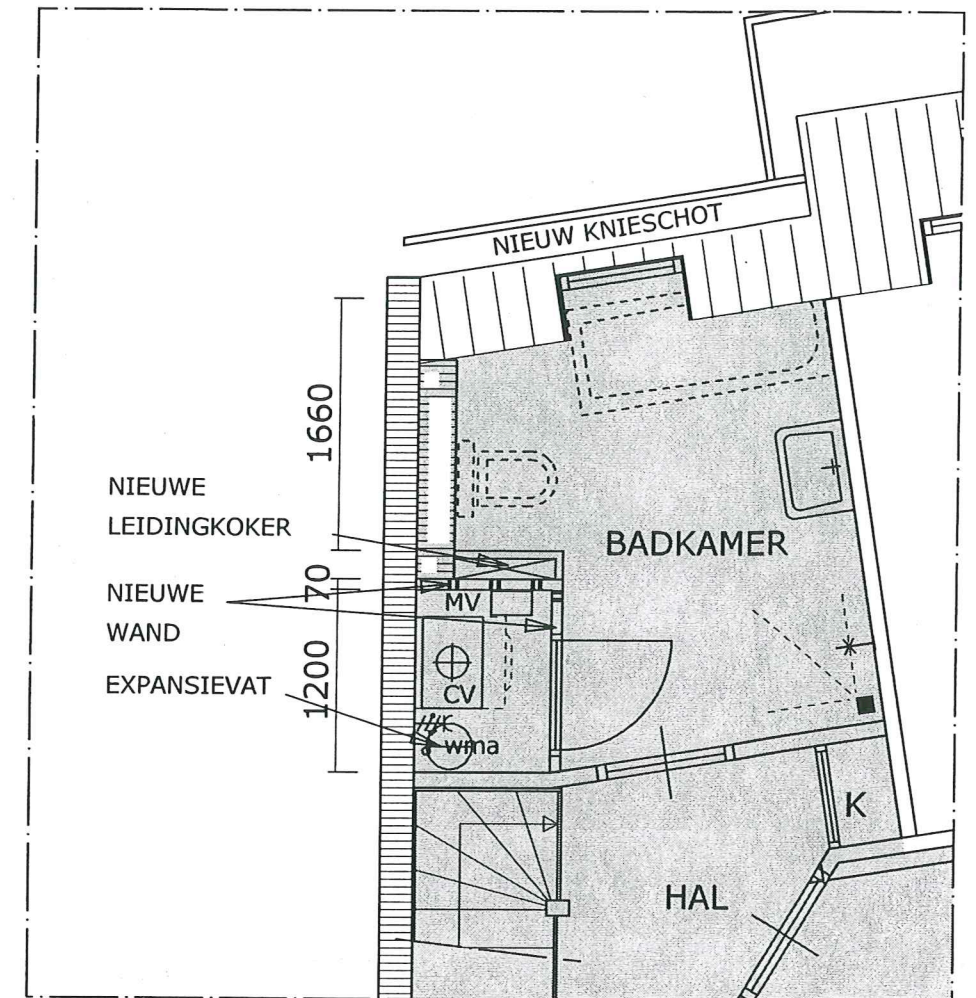 NIEUW KNIESCHOT
1660
NIEUWE
LEIDINGKOKER
BADKAMER
70
NIEUWE
WAND
MV
EXPANSIEVAT
1200
CV
wma
K
HAL